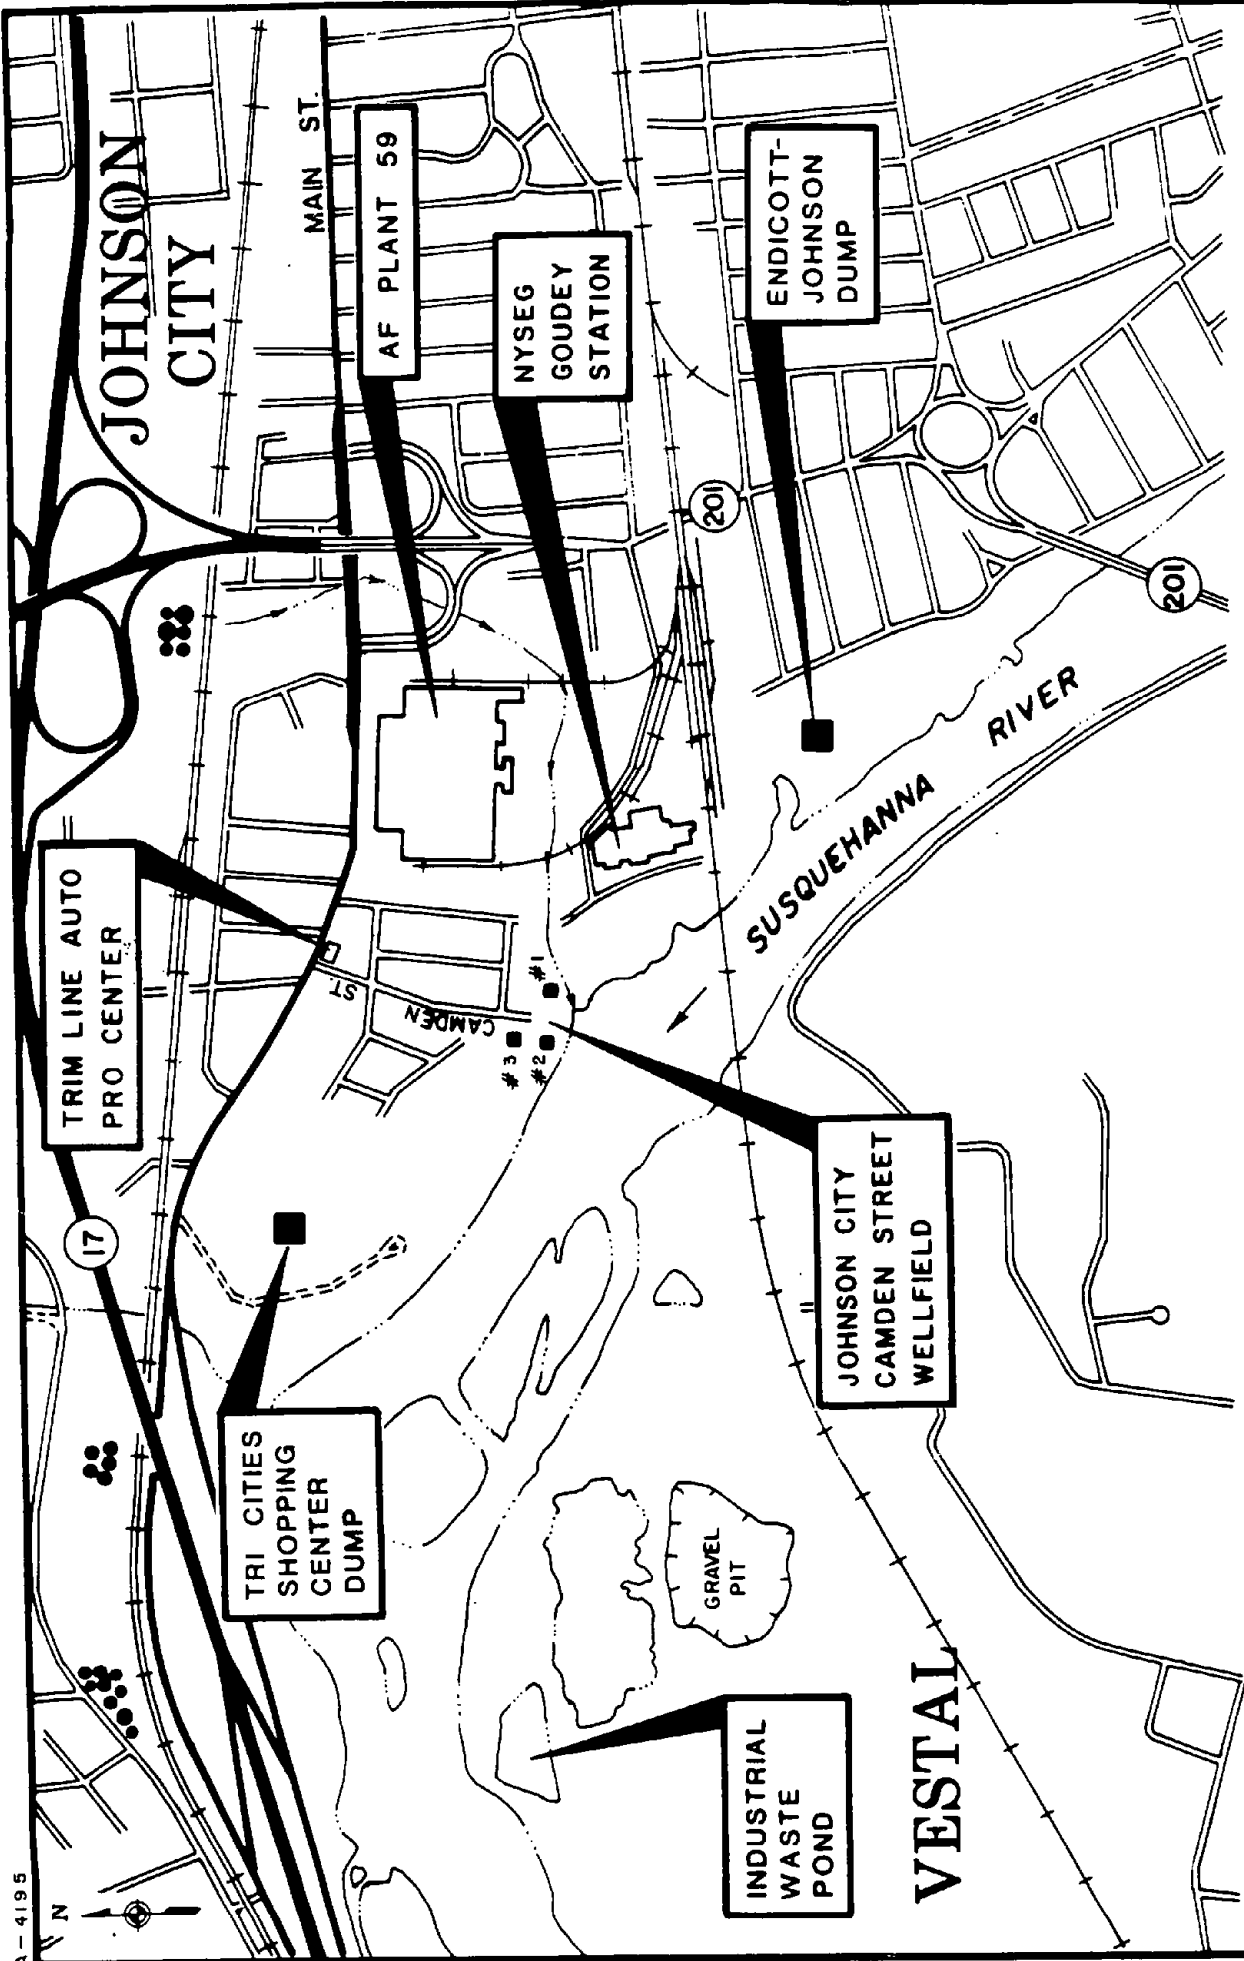 JOHNSON
CITY
MAIN ST.
AF PLANT 59
NYSEG
GOUDEY
STATION
ENDICOTT-
JOHNSON
DUMP
201
201
TRIM LINE AUTO
PRO CENTER
CAMDEN ST
#1
#2
#3
SUSQUEHANNA RIVER
JOHNSON CITY
CAMDEN STREET
WELLFIELD
17
TRI CITIES
SHOPPING
CENTER
DUMP
GRAVEL
PIT
INDUSTRIAL
WASTE
POND
VESTAL
N
-4195